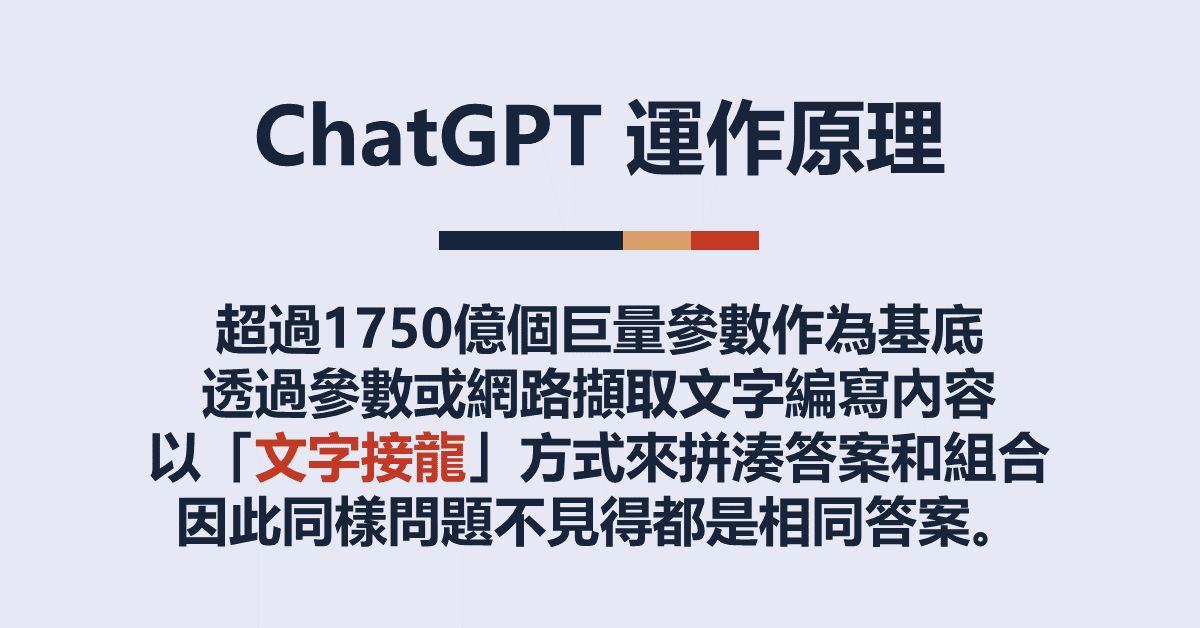 ChatGPT 運作原理
超過1750億個巨量參數作為基底
透過參數或網路擷取文字編寫內容
以「文字接龍」方式來拼湊答案和組合
因此同樣問題不見得都是相同答案。